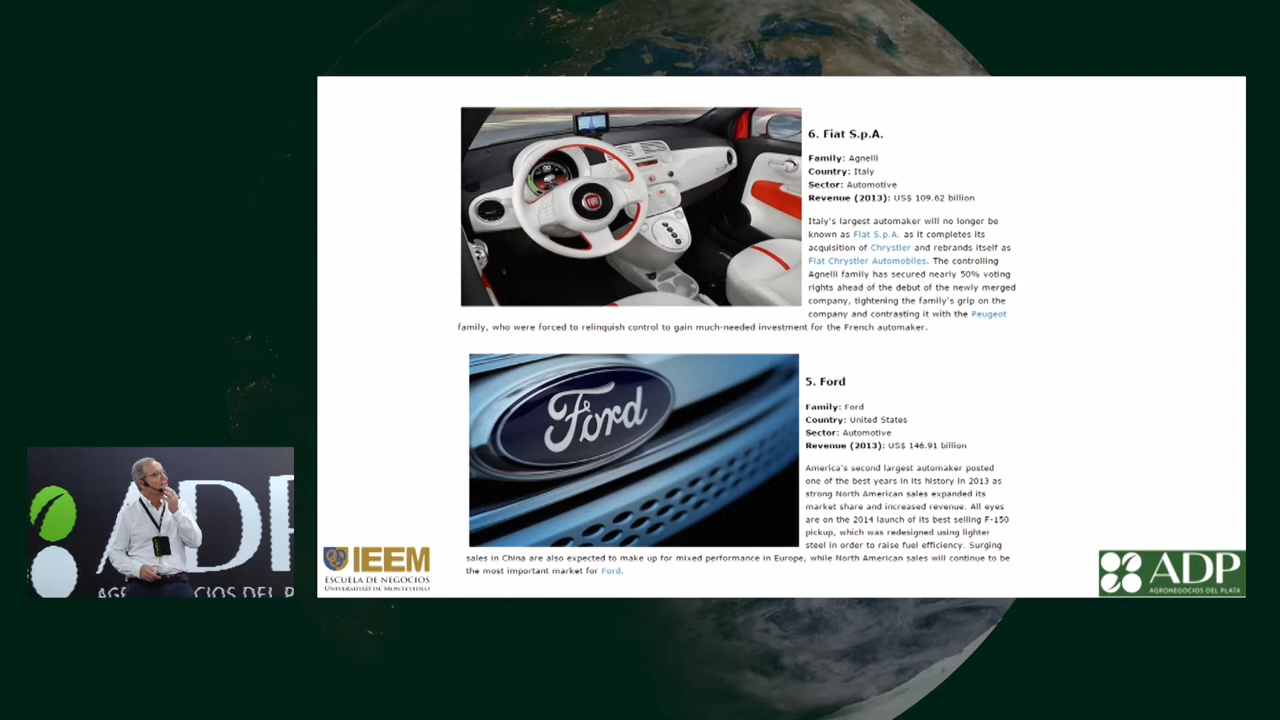 6. Fiat S.p.A.
Family: Agnelli
Country: Italy
Sector: Automotive
Revenue (2013): US$ 109.62 billion
Italy's largest automaker will no longer be
known as Fiat S.p.A. as it completes its
acquisition of Chrystler and rebrands itself as
Fiat Chrystler Automobiles. The controlling
Agnelli family has secured nearly 50% voting
rights ahead of the debut of the newly merged
company, tightening the family's grip on the
company and contrasting it with the Peugeot
family, who were forced to relinquish control to gain much-needed investment for the French automaker.
FIAT
5. Ford
Family: Ford
Country: United States
Sector: Automotive
Revenue (2013): US$ 146.91 billion
America's second largest automaker posted
one of the best years in its history in 2013 as
strong North American sales expanded its
market share and increased revenue. All eyes
are on the 2014 launch of its best selling F-150
pickup, which was redesigned using lighter
steel in order to raise fuel efficiency. Surging
sales in China are also expected to make up for mixed performance in Europe, while North American sales will continue to be
the most important market for Ford.
Ford
IEEM
ESCUELA DE NEGOCIOS
UNIVERSIDAD DE MONTEVIDEO
ADP
AGRONEGOCIOS DEL PLATA
ADP